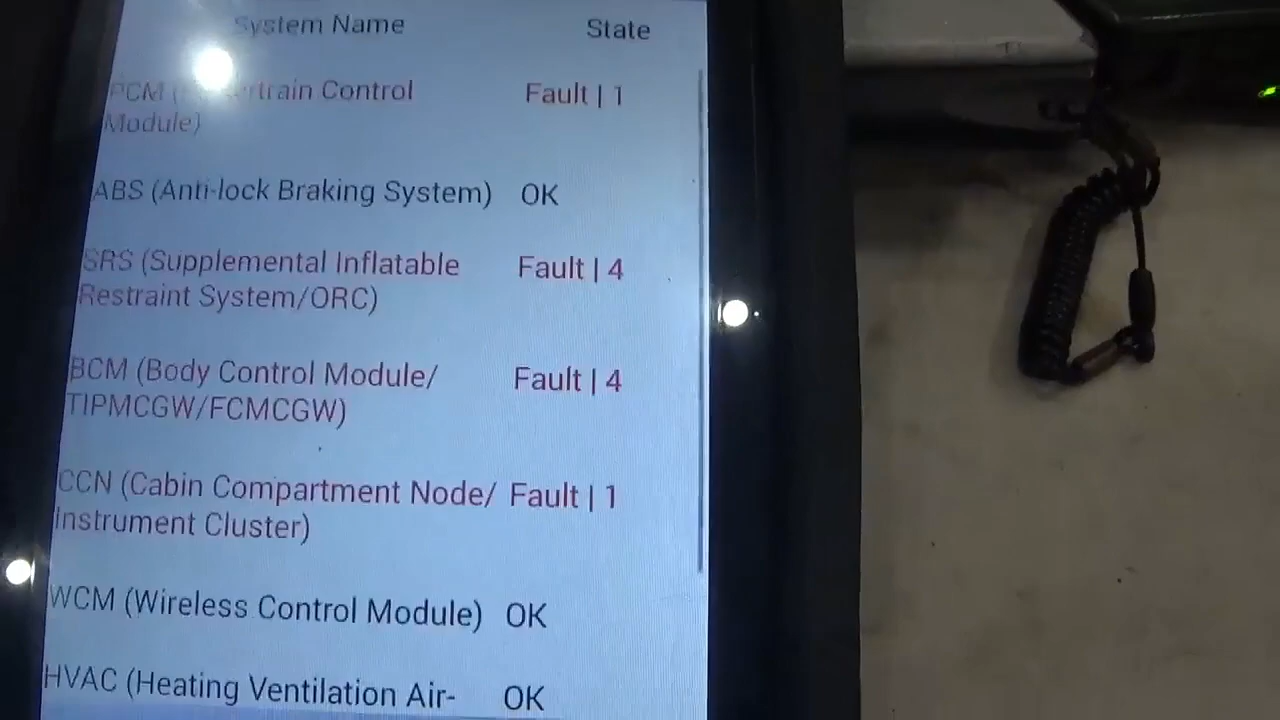 System Name State
PCM ( train Control Fault | 1
Module)
ABS (Anti-lock Braking System) OK
SRS (Supplemental Inflatable Fault | 4
Restraint System/ORC)
BCM (Body Control Module/ Fault | 4
TIPMCGW/FCMCGW)
CCN (Cabin Compartment Node/ Fault | 1
Instrument Cluster)
WCM (Wireless Control Module) OK
HVAC (Heating Ventilation Air- OK